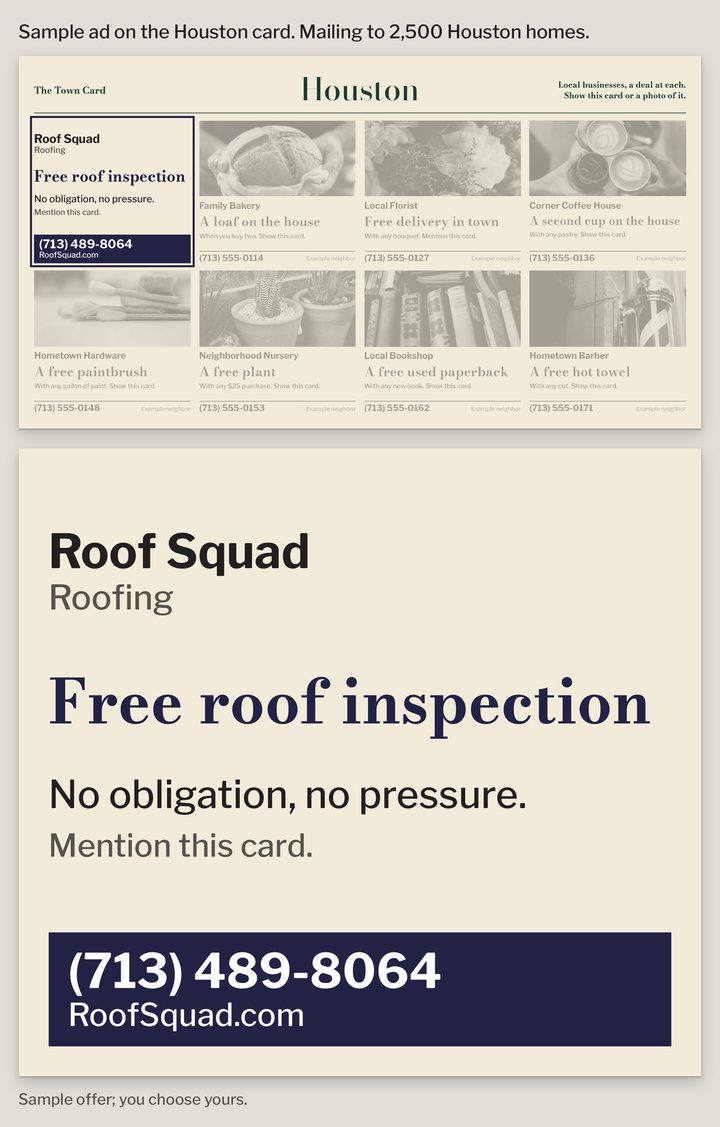 Sample ad on the Houston card. Mailing to 2,500 Houston homes.
The Town Card
Houston
Local businesses, a deal at each.
Show this card or a photo of it.
Roof Squad
Roofing
Free roof inspection
No obligation, no pressure.
Mention this card.
(713) 489-8064
RoofSquad.com
Family Bakery
A loaf on the house
When you buy two. Show this card.
(713) 555-0114
Example neighbor
Local Florist
Free delivery in town
With any bouquet. Mention this card.
(713) 555-0127
Example neighbor
Corner Coffee House
A second cup on the house
With any pastry. Show this card.
(713) 555-0136
Example neighbor
Hometown Hardware
A free paintbrush
With any gallon of paint. Show this card.
(713) 555-0148
Example neighbor
Neighborhood Nursery
A free plant
With any $25 purchase. Show this card.
(713) 555-0153
Example neighbor
Local Bookshop
A free used paperback
With any new book. Show this card.
(713) 555-0162
Example neighbor
Hometown Barber
A free hot towel
With any cut. Show this card.
(713) 555-0171
Example neighbor
Roof Squad
Roofing
Free roof inspection
No obligation, no pressure.
Mention this card.
(713) 489-8064
RoofSquad.com
Sample offer; you choose yours.